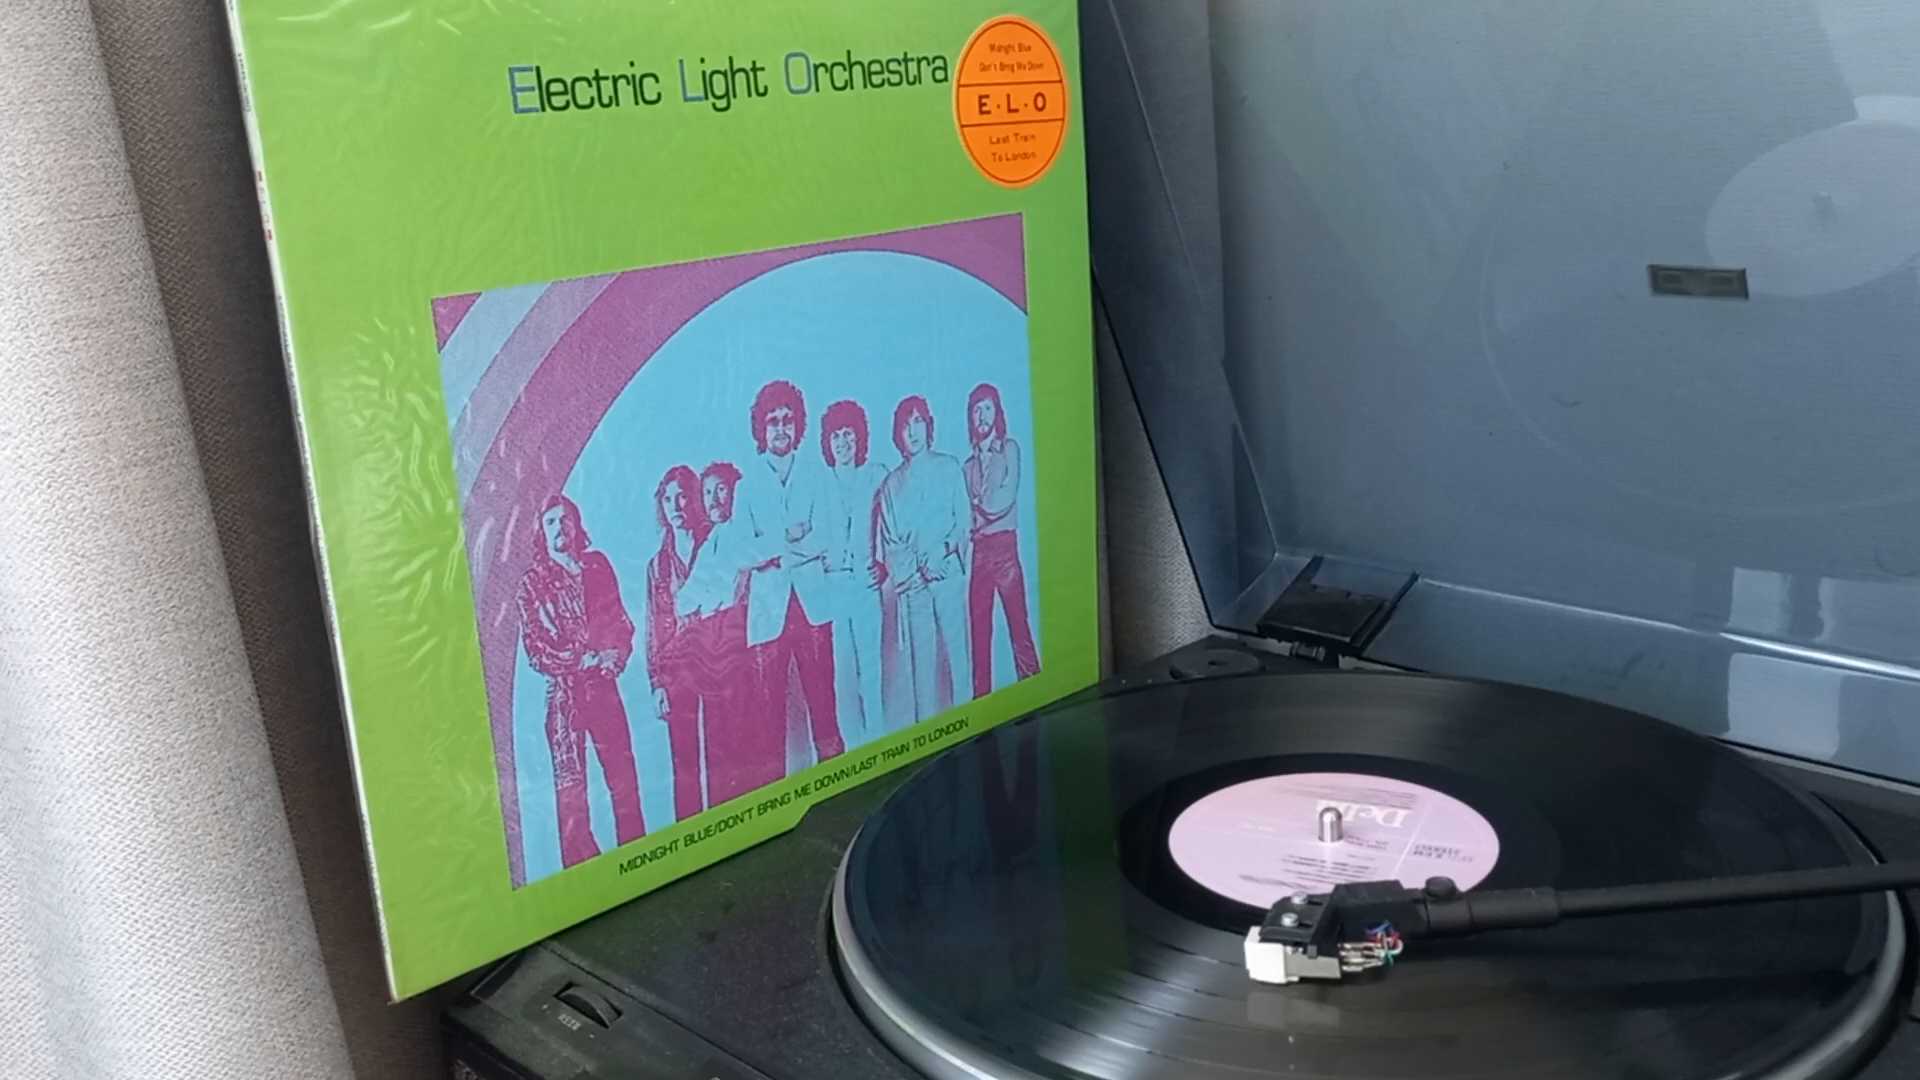 Electric Light Orchestra
Midnight Blue
Don't Bring Me Down
E·L·O
Last Train
To London
MIDNIGHT BLUE/DON'T BRING ME DOWN/LAST TRAIN TO LONDON
STEREO